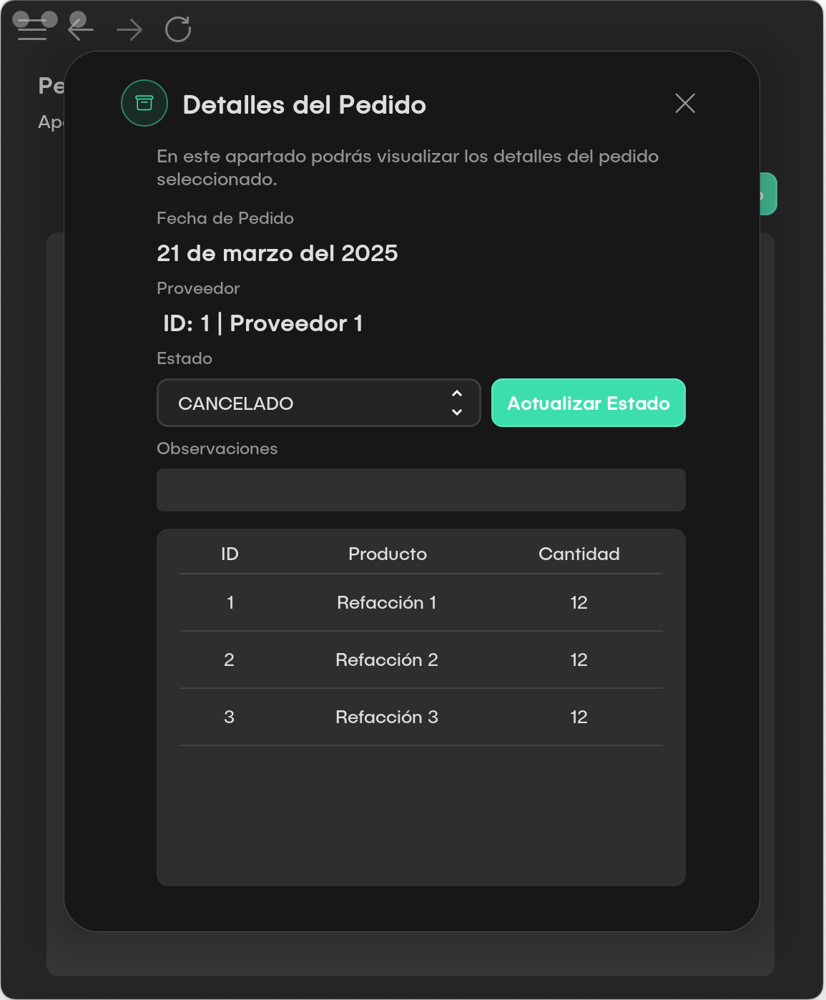 Detalles del Pedido
En este apartado podrás visualizar los detalles del pedido
seleccionado.
Fecha de Pedido
21 de marzo del 2025
Proveedor
ID: 1 | Proveedor 1
Estado
CANCELADO Actualizar Estado
Observaciones
ID Producto Cantidad
1 Refacción 1 12
2 Refacción 2 12
3 Refacción 3 12